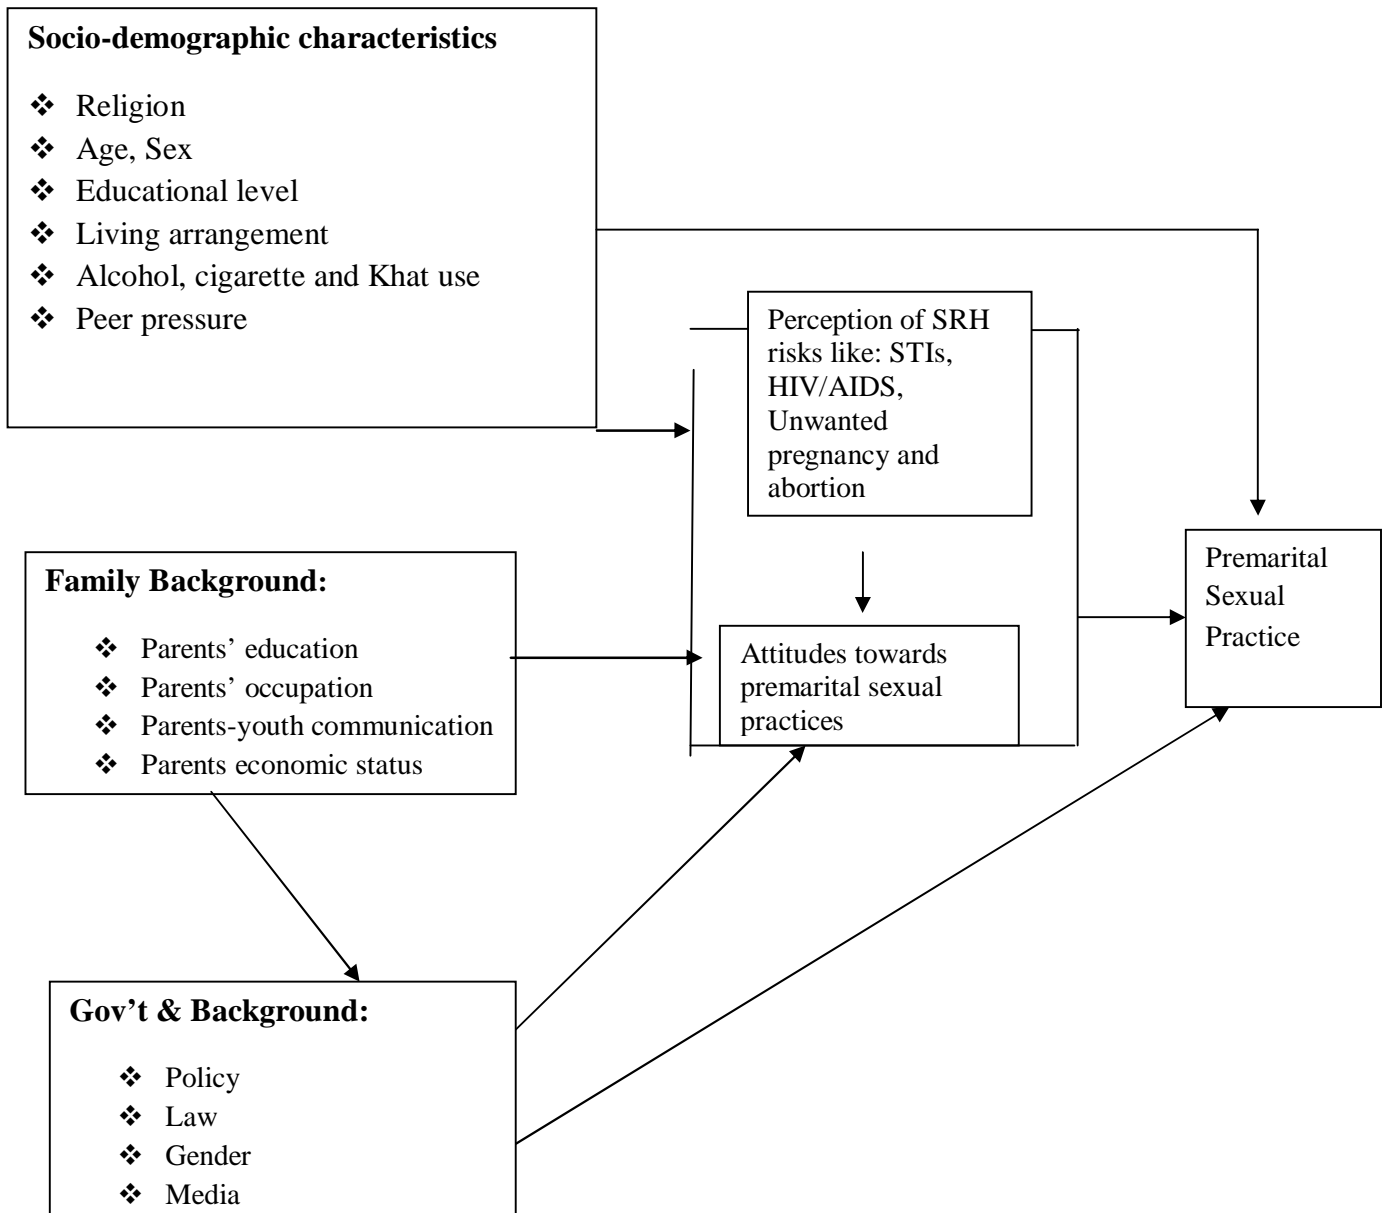 Socio-demographic characteristics
❖ Religion
❖ Age, Sex
❖ Educational level
❖ Living arrangement
❖ Alcohol, cigarette and Khat use
❖ Peer pressure
Perception of SRH
risks like: STIs,
HIV/AIDS,
Unwanted
pregnancy and
abortion
Family Background:
❖ Parents’ education
❖ Parents’ occupation
❖ Parents-youth communication
❖ Parents economic status
Attitudes towards
premarital sexual
practices
Premarital
Sexual
Practice
Gov’t & Background:
❖ Policy
❖ Law
❖ Gender
❖ Media